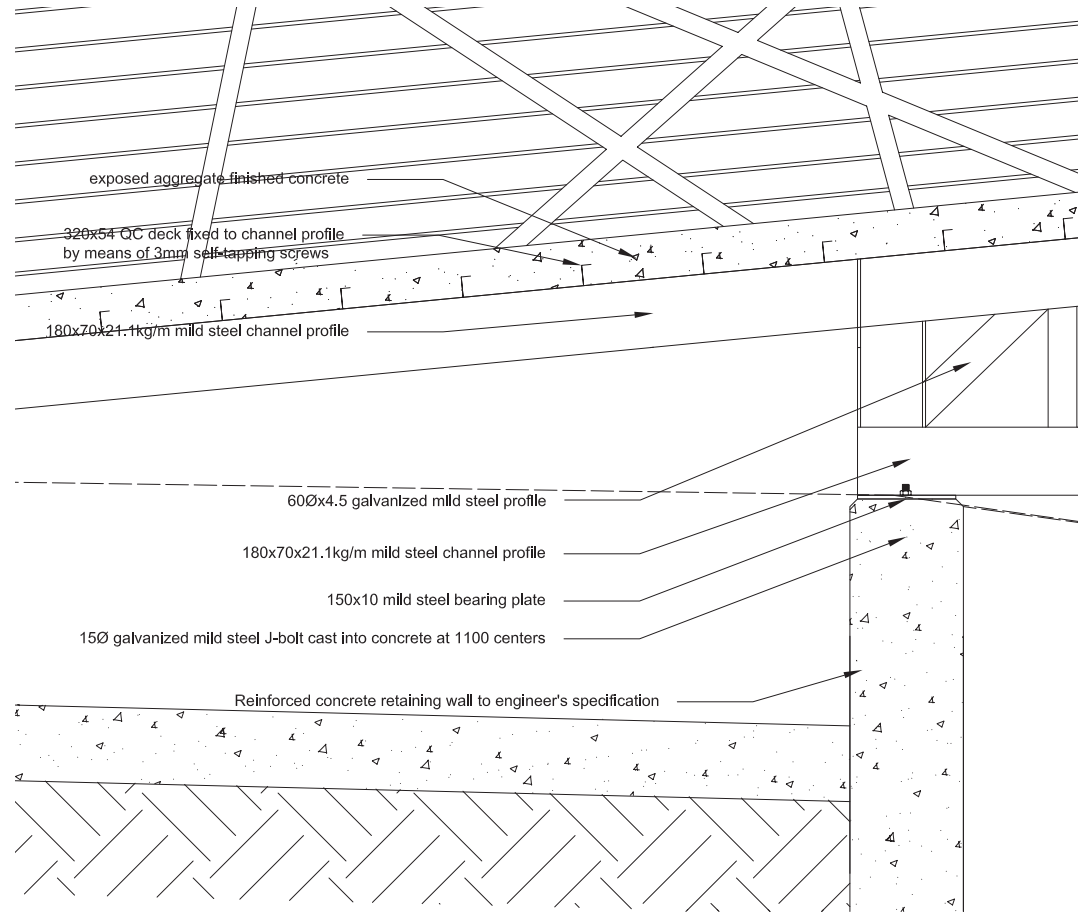 exposed aggregate finished concrete
320x54 QC deck fixed to channel profile
by means of 3mm self-tapping screws
180x70x21.1kg/m mild steel channel profile
60Øx4.5 galvanized mild steel profile
180x70x21.1kg/m mild steel channel profile
150x10 mild steel bearing plate
15Ø galvanized mild steel J-bolt cast into concrete at 1100 centers
Reinforced concrete retaining wall to engineer's specification